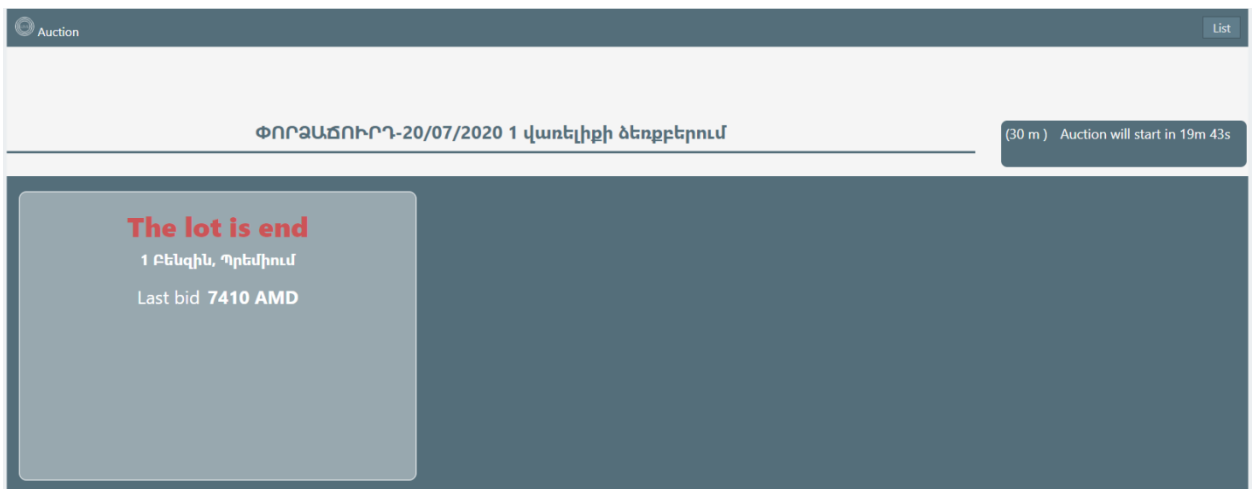 Auction
List
ՓՈՐՁԱՃՈՒՐԴ-20/07/2020 1 վառելիքի ձեռքբերում
(30 m ) Auction will start in 19m 43s
The lot is end
1 Բենզին, Պրեմիում
Last bid 7410 AMD